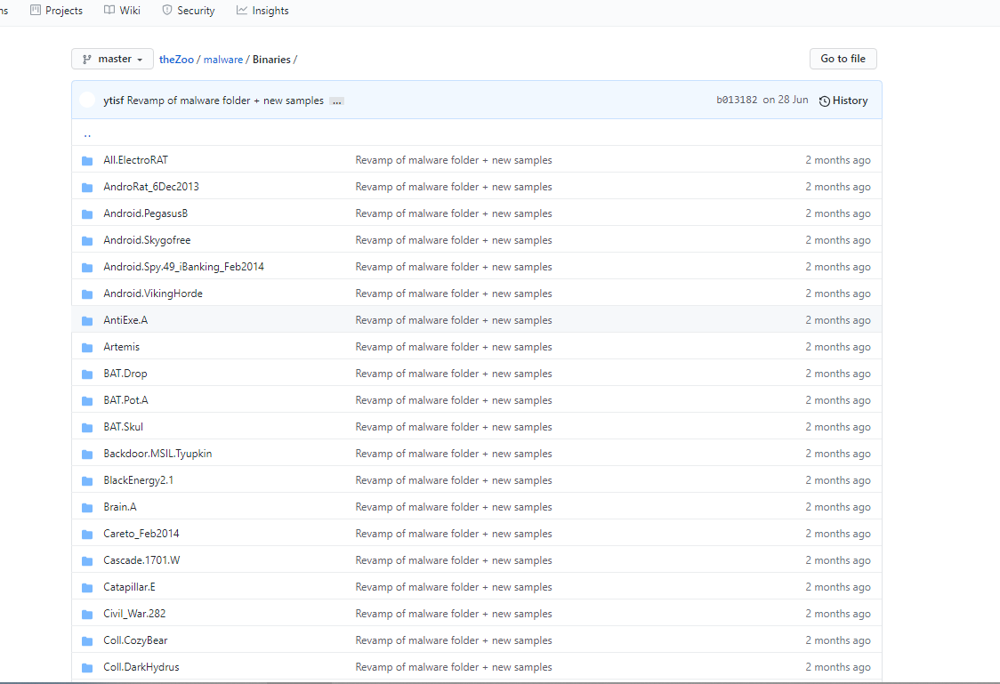 ns Projects Wiki Security Insights
master theZoo / malware / Binaries / Go to file
ytisf Revamp of malware folder + new samples ... b013182 on 28 Jun History
..
All.ElectroRAT Revamp of malware folder + new samples 2 months ago
AndroRat_6Dec2013 Revamp of malware folder + new samples 2 months ago
Android.PegasusB Revamp of malware folder + new samples 2 months ago
Android.Skygofree Revamp of malware folder + new samples 2 months ago
Android.Spy.49_iBanking_Feb2014 Revamp of malware folder + new samples 2 months ago
Android.VikingHorde Revamp of malware folder + new samples 2 months ago
AntiExe.A Revamp of malware folder + new samples 2 months ago
Artemis Revamp of malware folder + new samples 2 months ago
BAT.Drop Revamp of malware folder + new samples 2 months ago
BAT.Pot.A Revamp of malware folder + new samples 2 months ago
BAT.Skul Revamp of malware folder + new samples 2 months ago
Backdoor.MSIL.Tyupkin Revamp of malware folder + new samples 2 months ago
BlackEnergy2.1 Revamp of malware folder + new samples 2 months ago
Brain.A Revamp of malware folder + new samples 2 months ago
Careto_Feb2014 Revamp of malware folder + new samples 2 months ago
Cascade.1701.W Revamp of malware folder + new samples 2 months ago
Catapillar.E Revamp of malware folder + new samples 2 months ago
Civil_War.282 Revamp of malware folder + new samples 2 months ago
Coll.CozyBear Revamp of malware folder + new samples 2 months ago
Coll.DarkHydrus Revamp of malware folder + new samples 2 months ago